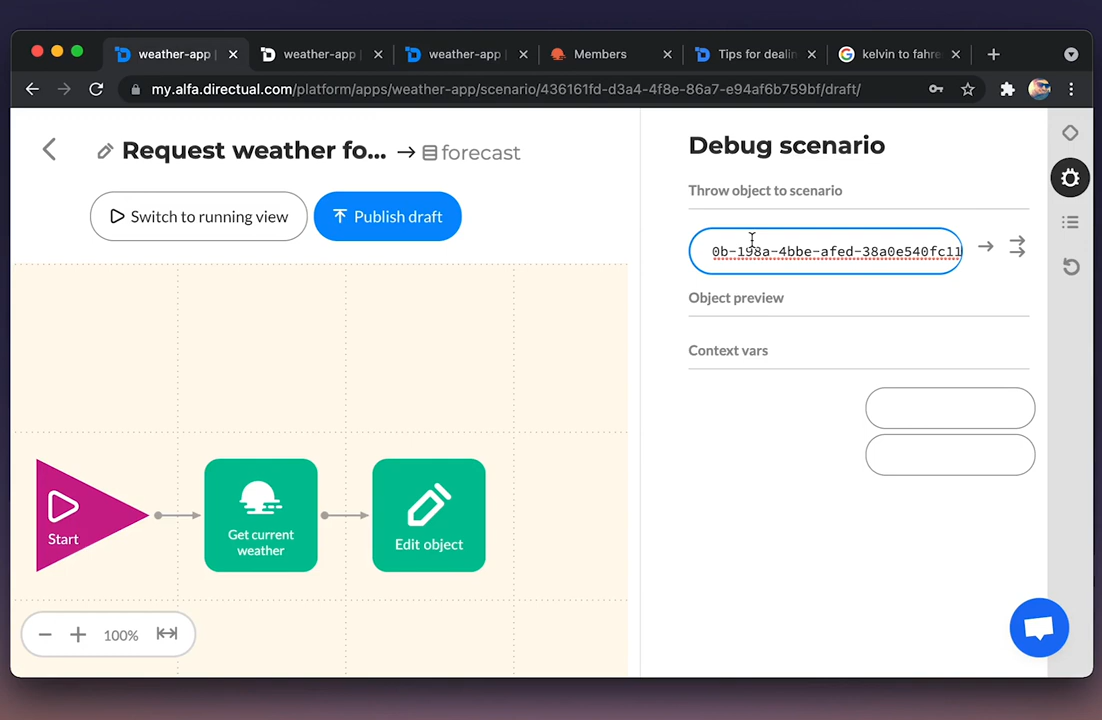 weather-app
weather-app
weather-app
Members
Tips for dealin
kelvin to fahre
my.alfa.directual.com/platform/apps/weather-app/scenario/436161fd-d3a4-4f8e-86a7-e94af6b759bf/draft/
Request weather fo... → forecast
Switch to running view
Publish draft
Start
Get current
weather
Edit object
100%
Debug scenario
Throw object to scenario
0b-198a-4bbe-afed-38a0e540fc11
Object preview
Context vars